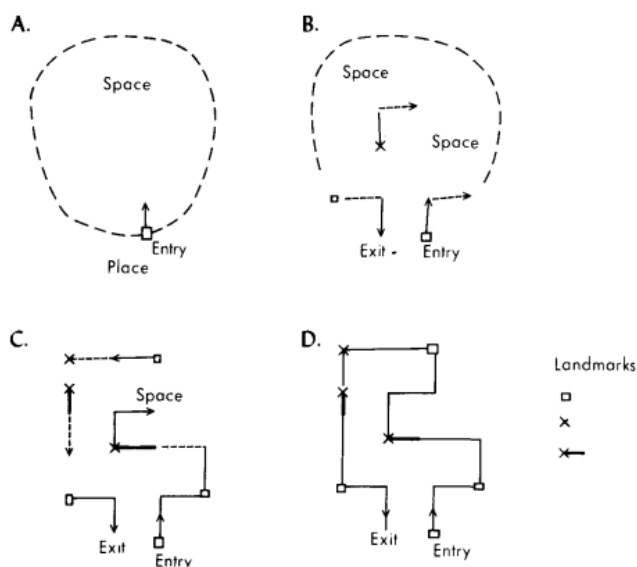 A.
Space
Entry
Place
B.
Space
Space
Exit
Entry
C.
Space
Exit
Entry
D.
Exit
Entry
Landmarks